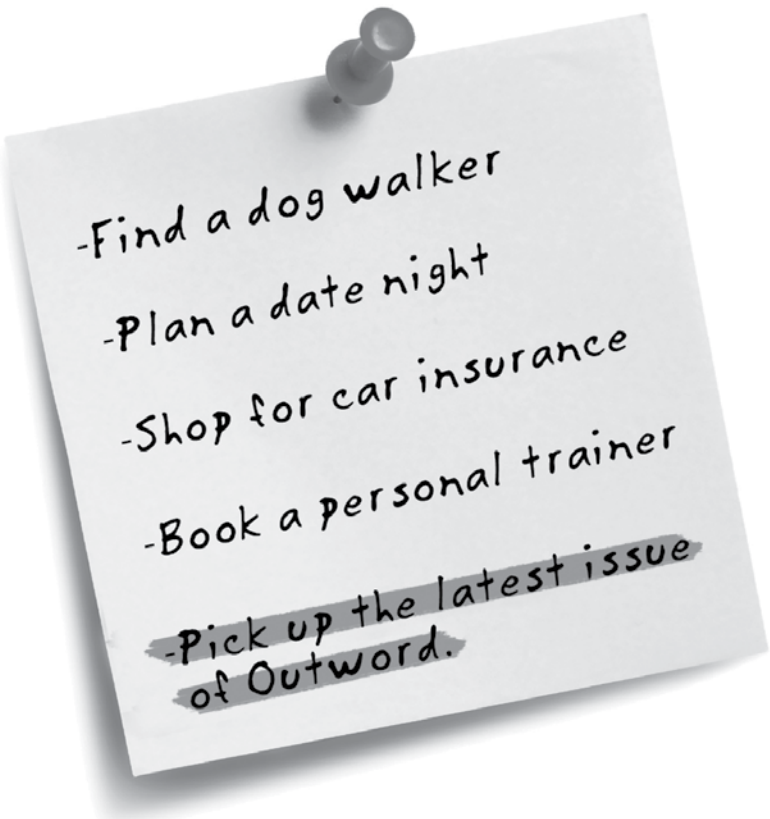 -Find a dog walker
-Plan a date night
-Shop for car insurance
-Book a personal trainer
-Pick up the latest issue
of Outword.